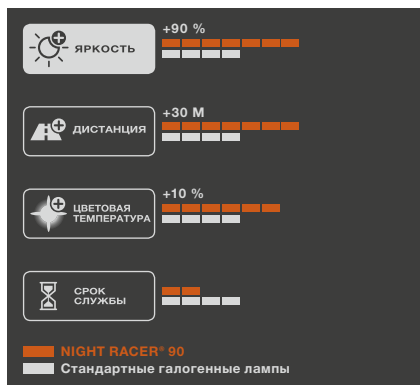 +90 %
ЯРКОСТЬ
+30 М
ДИСТАНЦИЯ
+10 %
ЦВЕТОВАЯ
ТЕМПЕРАТУРА
СРОК
СЛУЖБЫ
NIGHT RACER® 90
Стандартные галогенные лампы